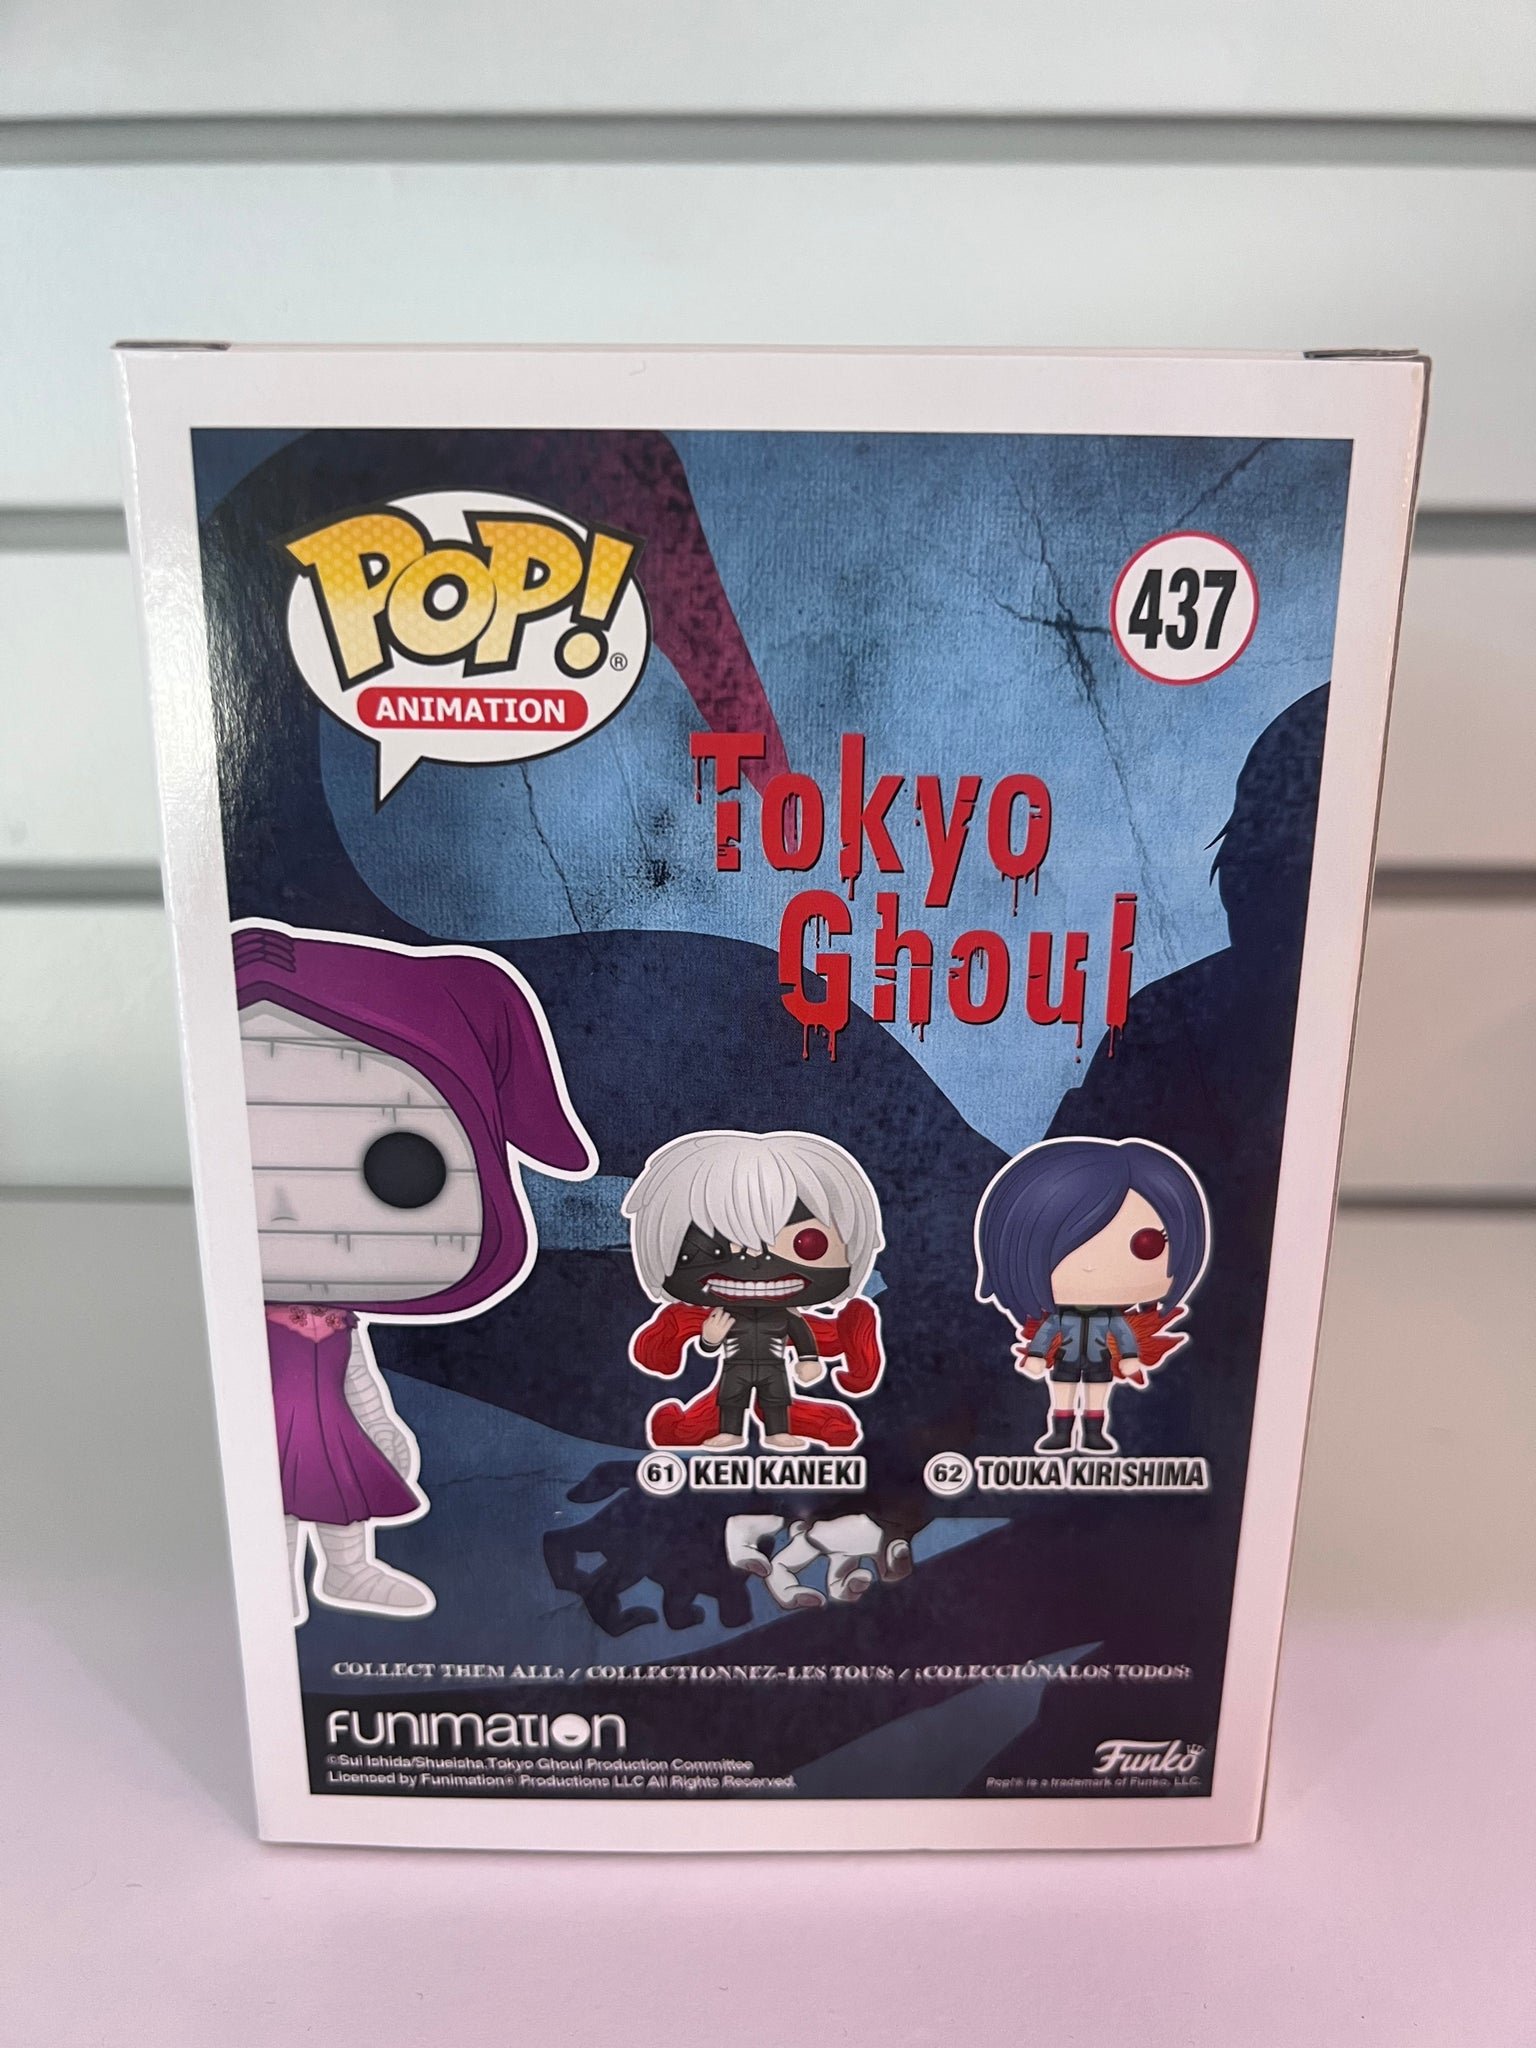 POP!®
ANIMATION
437
Tokyo
Ghoul
61 KEN KANEKI
62 TOUKA KIRISHIMA
COLLECT THEM ALL! / COLLECTIONNEZ-LES TOUS! / ¡COLECCIÓNALOS TODOS!
FUNIMATION
©Sui Ishida/Shueisha,Tokyo Ghoul Production Committee
Licensed by Funimation® Productions LLC All Rights Reserved.
Funko
Pop!® is a trademark of Funko, LLC.